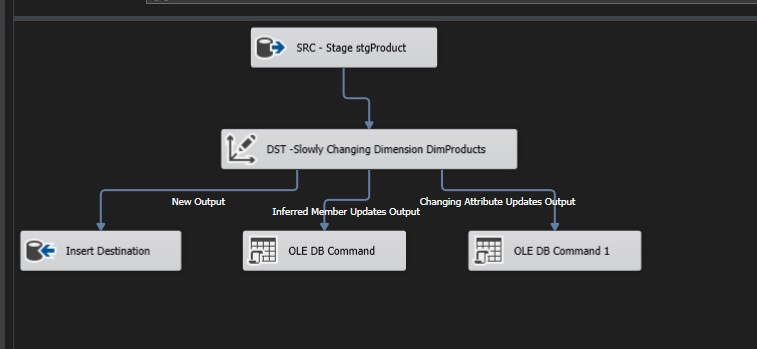 SRC - Stage stgProduct
DST -Slowly Changing Dimension DimProducts
New Output
Inferred Member Updates Output
Changing Attribute Updates Output
Insert Destination
OLE DB Command
OLE DB Command 1